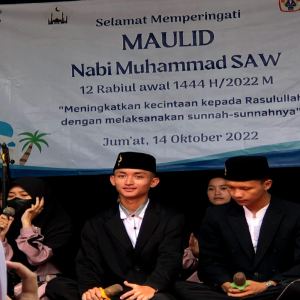 Selamat Memperingati
MAULID
Nabi Muhammad SAW
12 Rabiul awal 1444 H/2022 M
"Meningkatkan kecintaan kepada Rasulullah
dengan melaksanakan sunnah-sunnahnya"
Jum'at, 14 Oktober 2022